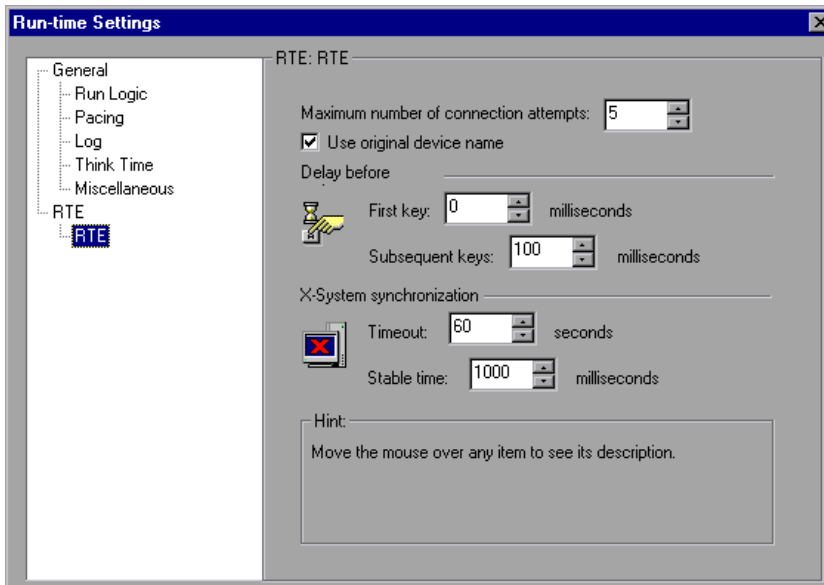 Run-time Settings
General
Run Logic
Pacing
Log
Think Time
Miscellaneous
RTE
RTE
RTE: RTE
Maximum number of connection attempts: 5
Use original device name
Delay before
First key: 0 milliseconds
Subsequent keys: 100 milliseconds
X-System synchronization
Timeout: 60 seconds
Stable time: 1000 milliseconds
Hint:
Move the mouse over any item to see its description.